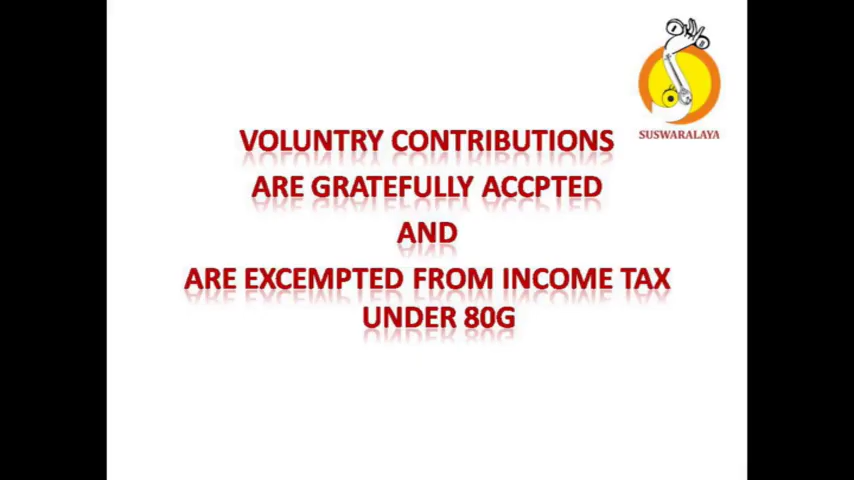 SUSWARALAYA
VOLUNTRY CONTRIBUTIONS
ARE GRATEFULLY ACCPTED
AND
ARE EXCEMPTED FROM INCOME TAX
UNDER 80G